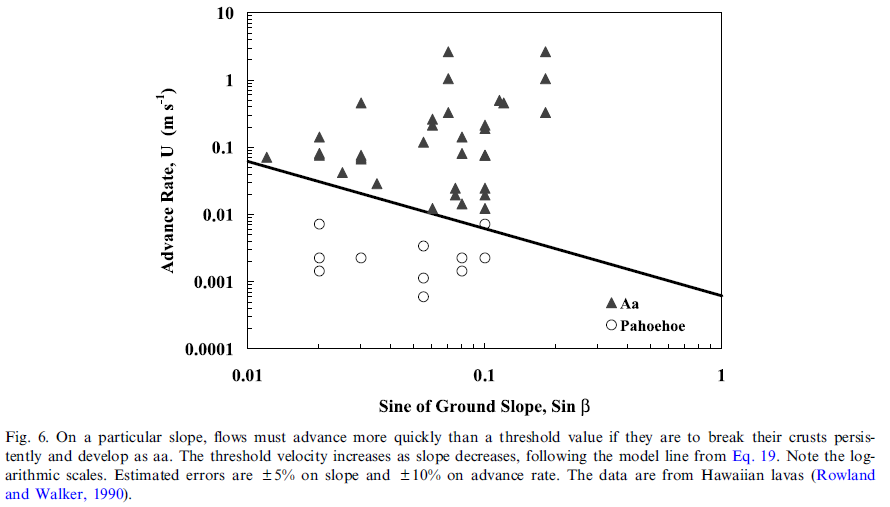 10
1
0.1
0.01
0.001
0.0001
Advance Rate, U (m s-1)
Aa
Pahoehoe
0.01
0.1
1
Sine of Ground Slope, Sin β
Fig. 6. On a particular slope, flows must advance more quickly than a threshold value if they are to break their crusts persis-
tently and develop as aa. The threshold velocity increases as slope decreases, following the model line from Eq. 19. Note the log-
arithmic scales. Estimated errors are ±5% on slope and ±10% on advance rate. The data are from Hawaiian lavas (Rowland
and Walker, 1990).